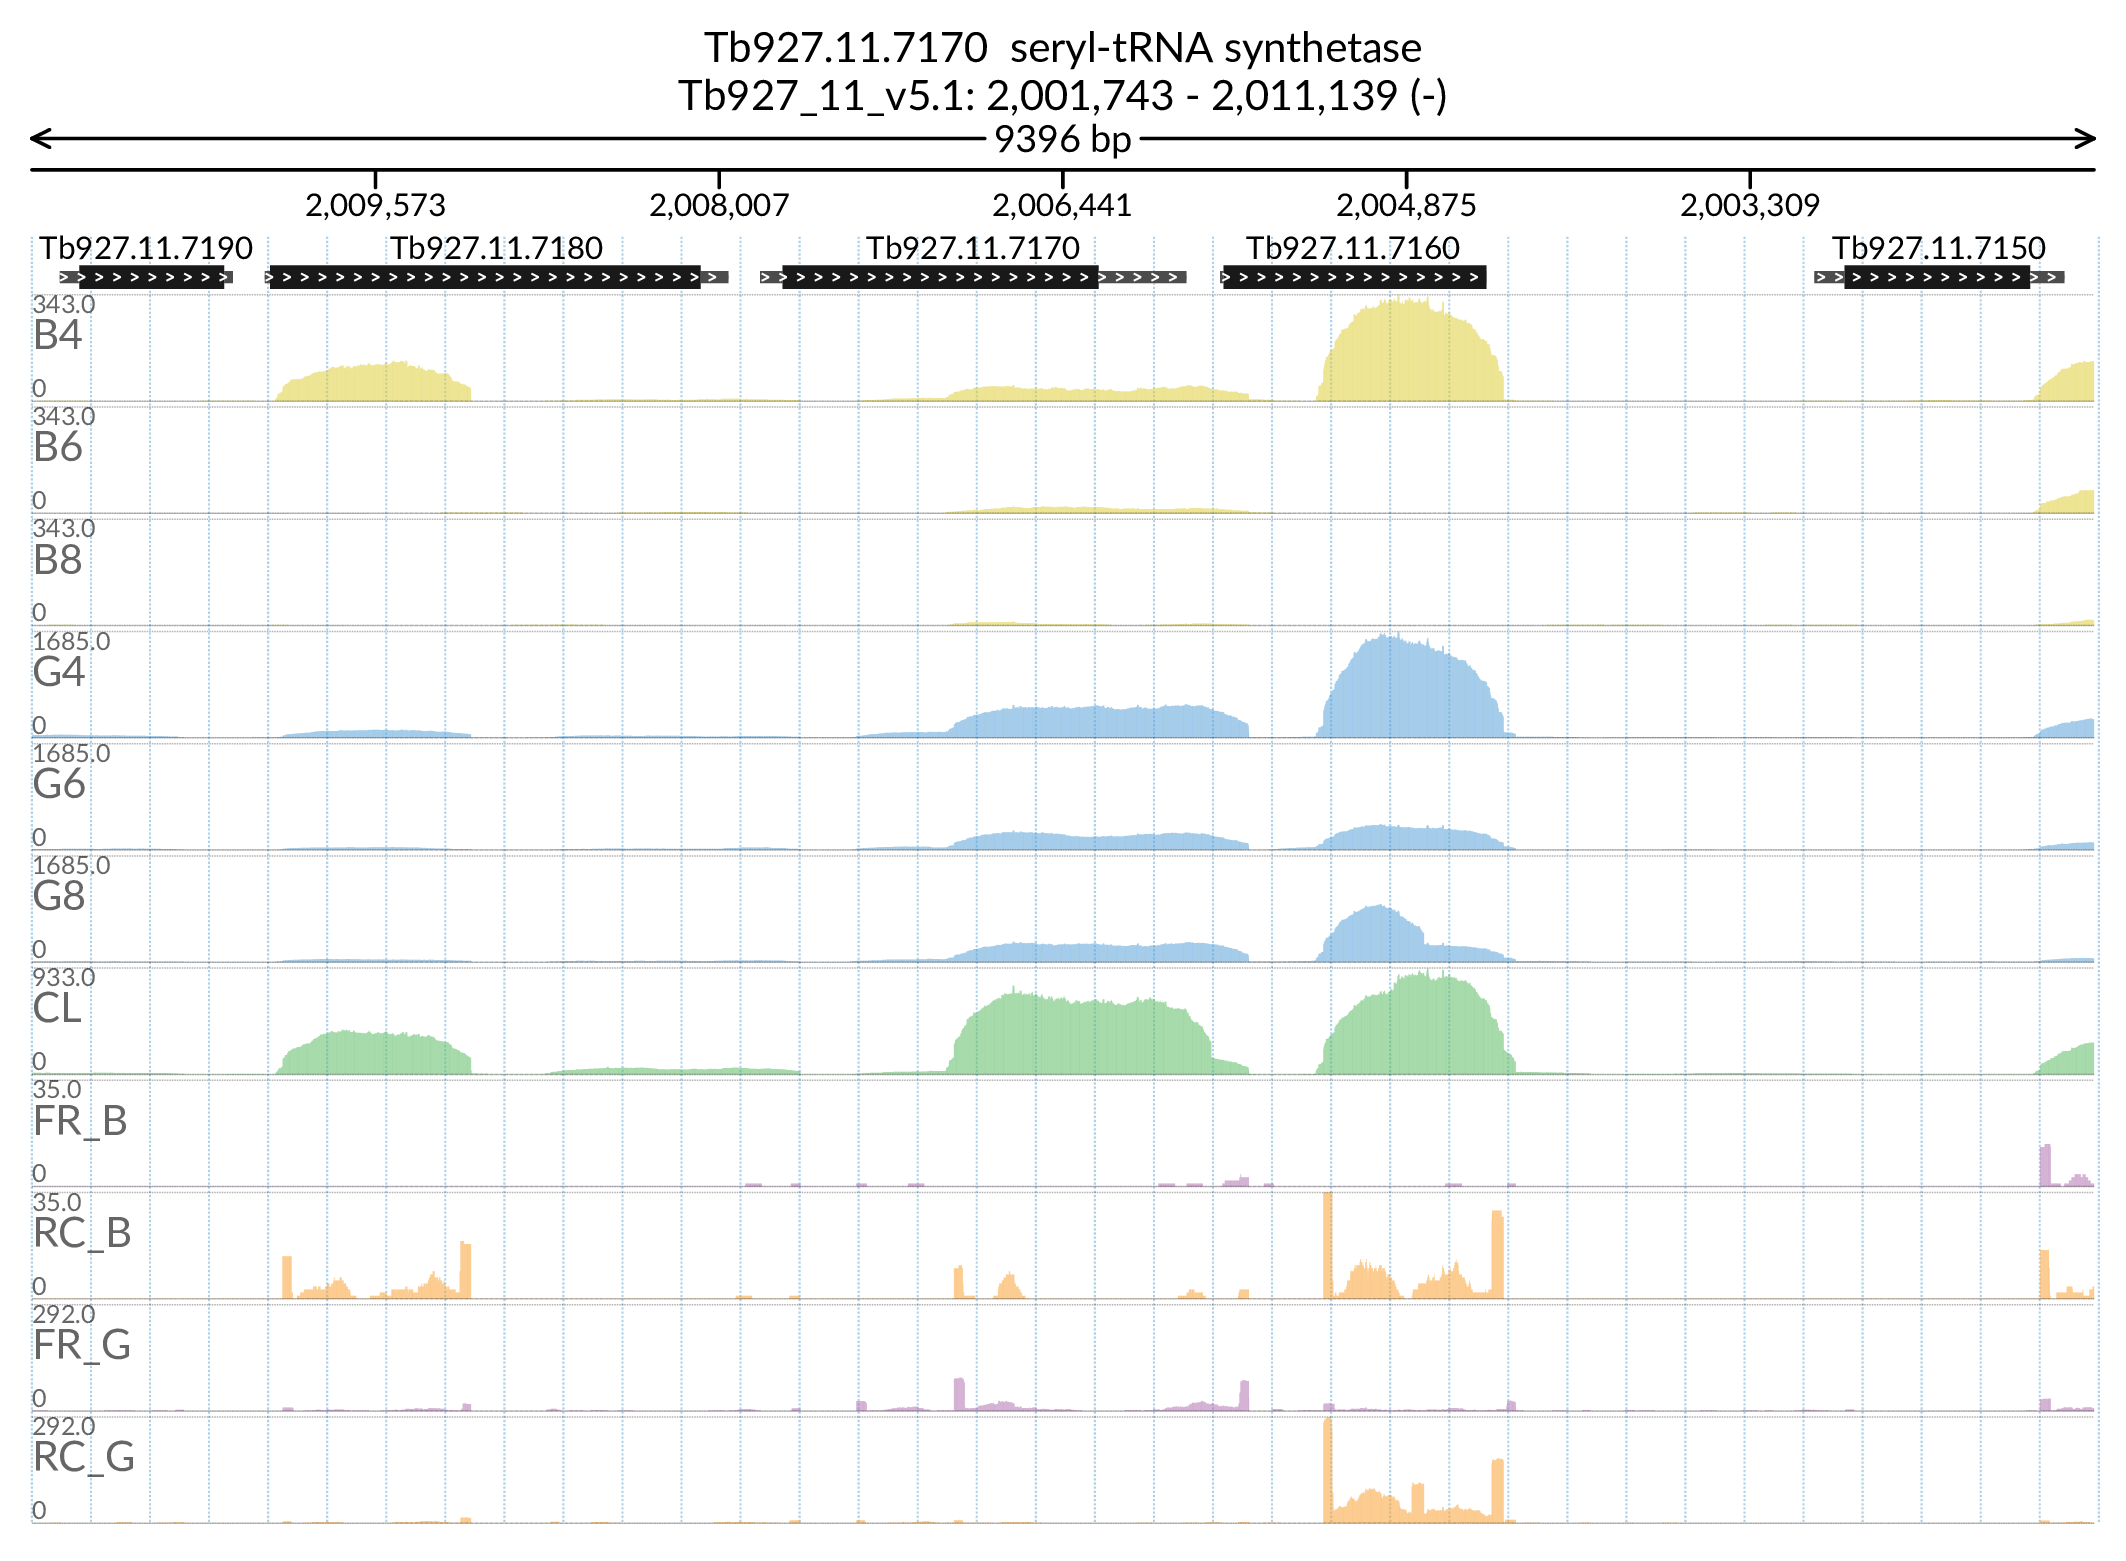 Tb927.11.7170 seryl-tRNA synthetase
Tb927_11_v5.1: 2,001,743 - 2,011,139 (-)
9396 bp
2,009,573 2,008,007 2,006,441 2,004,875 2,003,309
Tb927.11.7190 Tb927.11.7180 Tb927.11.7170 Tb927.11.7160 Tb927.11.7150
343.0
B4
0
343.0
B6
0
343.0
B8
0
1685.0
G4
0
1685.0
G6
0
1685.0
G8
0
933.0
CL
0
35.0
FR_B
0
35.0
RC_B
0
292.0
FR_G
0
292.0
RC_G
0